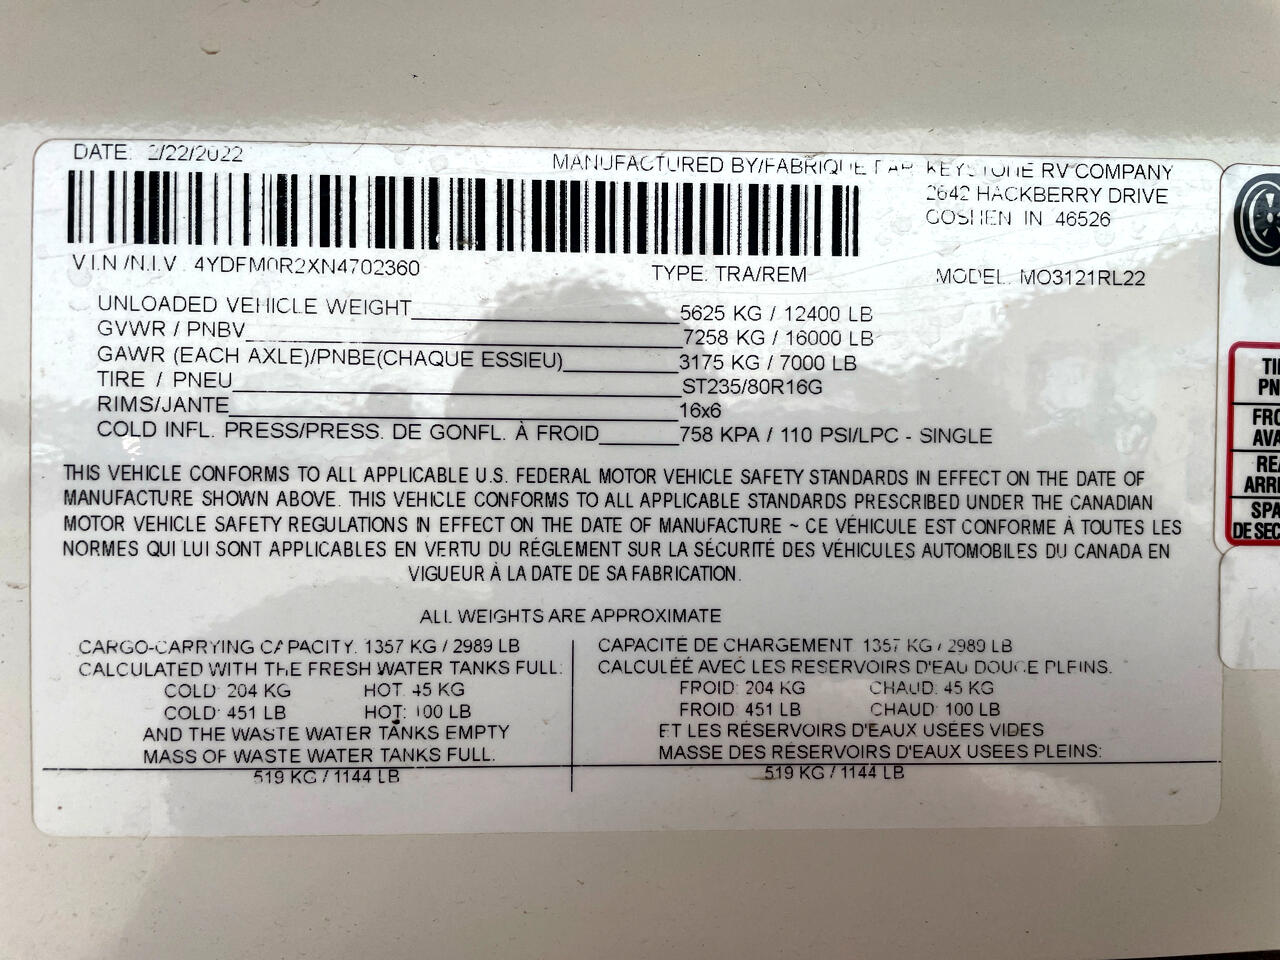 DATE: 2/22/2022
MANUFACTURED BY/FABRIQUE PAR KEYSTONE RV COMPANY
2642 HACKBERRY DRIVE
GOSHEN IN 46526
V.I.N./N.I.V. 4YDFM0R2XN4702360 TYPE: TRA/REM MODEL: MO3121RL22
UNLOADED VEHICLE WEIGHT 5625 KG / 12400 LB
GVWR / PNBV 7258 KG / 16000 LB
GAWR (EACH AXLE)/PNBE(CHAQUE ESSIEU) 3175 KG / 7000 LB
TIRE / PNEU ST235/80R16G
RIMS/JANTE 16x6
COLD INFL. PRESS/PRESS. DE GONFL. À FROID 758 KPA / 110 PSI/LPC - SINGLE
THIS VEHICLE CONFORMS TO ALL APPLICABLE U.S. FEDERAL MOTOR VEHICLE SAFETY STANDARDS IN EFFECT ON THE DATE OF
MANUFACTURE SHOWN ABOVE. THIS VEHICLE CONFORMS TO ALL APPLICABLE STANDARDS PRESCRIBED UNDER THE CANADIAN
MOTOR VEHICLE SAFETY REGULATIONS IN EFFECT ON THE DATE OF MANUFACTURE ~ CE VÉHICULE EST CONFORME À TOUTES LES
NORMES QUI LUI SONT APPLICABLES EN VERTU DU RÉGLEMENT SUR LA SÉCURITÉ DES VÉHICULES AUTOMOBILES DU CANADA EN
VIGUEUR À LA DATE DE SA FABRICATION.
ALL WEIGHTS ARE APPROXIMATE
CARGO-CARRYING CAPACITY: 1357 KG / 2989 LB
CALCULATED WITH THE FRESH WATER TANKS FULL:
COLD: 204 KG HOT: 45 KG
COLD: 451 LB HOT: 100 LB
AND THE WASTE WATER TANKS EMPTY
MASS OF WASTE WATER TANKS FULL:
519 KG / 1144 LB
CAPACITÉ DE CHARGEMENT 1357 KG / 2989 LB
CALCULÉÉ AVEC LES RESERVOIRS D'EAU DOUCE PLEINS.
FROID: 204 KG CHAUD: 45 KG
FROID: 451 LB CHAUD: 100 LB
ET LES RÉSERVOIRS D'EAUX USÉES VIDES
MASSE DES RÉSERVOIRS D'EAUX USEES PLEINS:
519 KG / 1144 LB